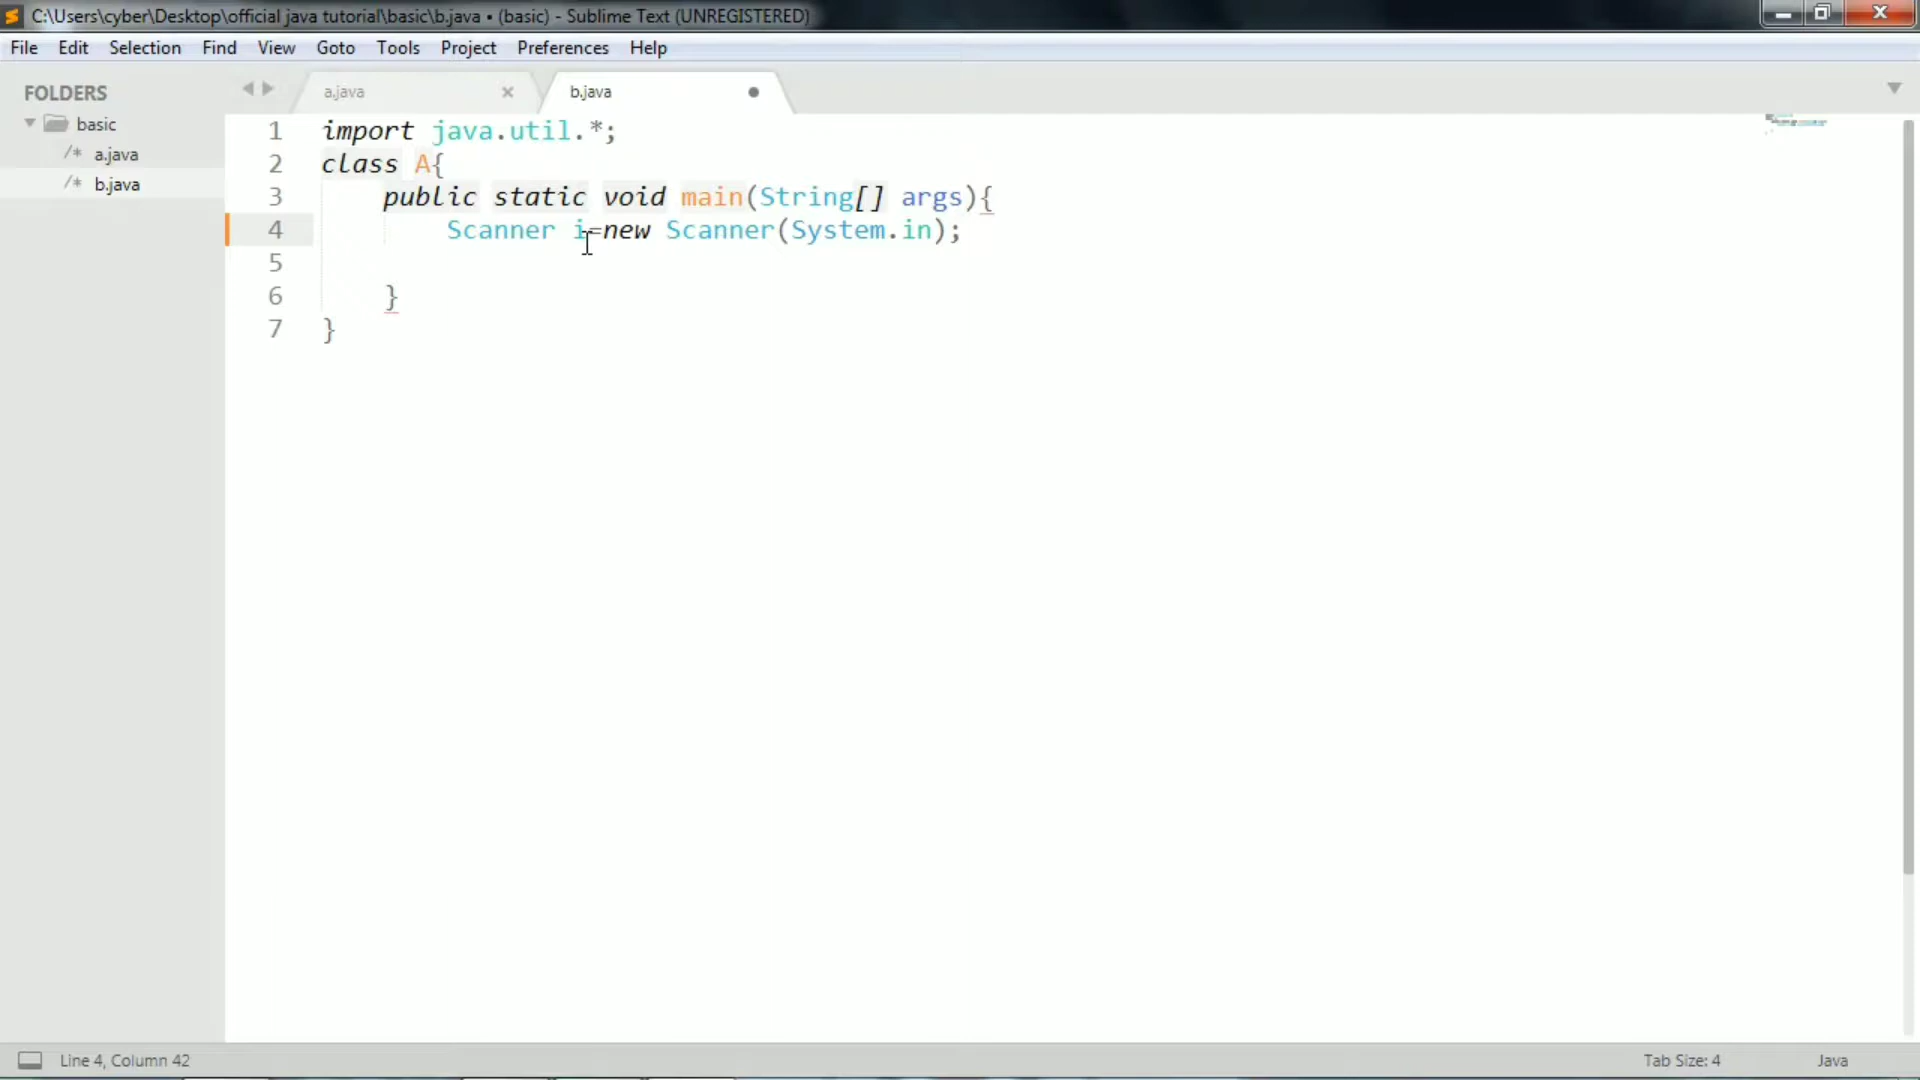 C:\Users\cyber\Desktop\official java tutorial\basic\b.java • (basic) - Sublime Text (UNREGISTERED)
File Edit Selection Find View Goto Tools Project Preferences Help
FOLDERS
basic
/* a.java
/* b.java
a.java × b.java
1 import java.util.*;
2 class A{
3 public static void main(String[] args){
4 Scanner i=new Scanner(System.in);
5
6 }
7 }
Line 4, Column 42 Tab Size: 4 Java